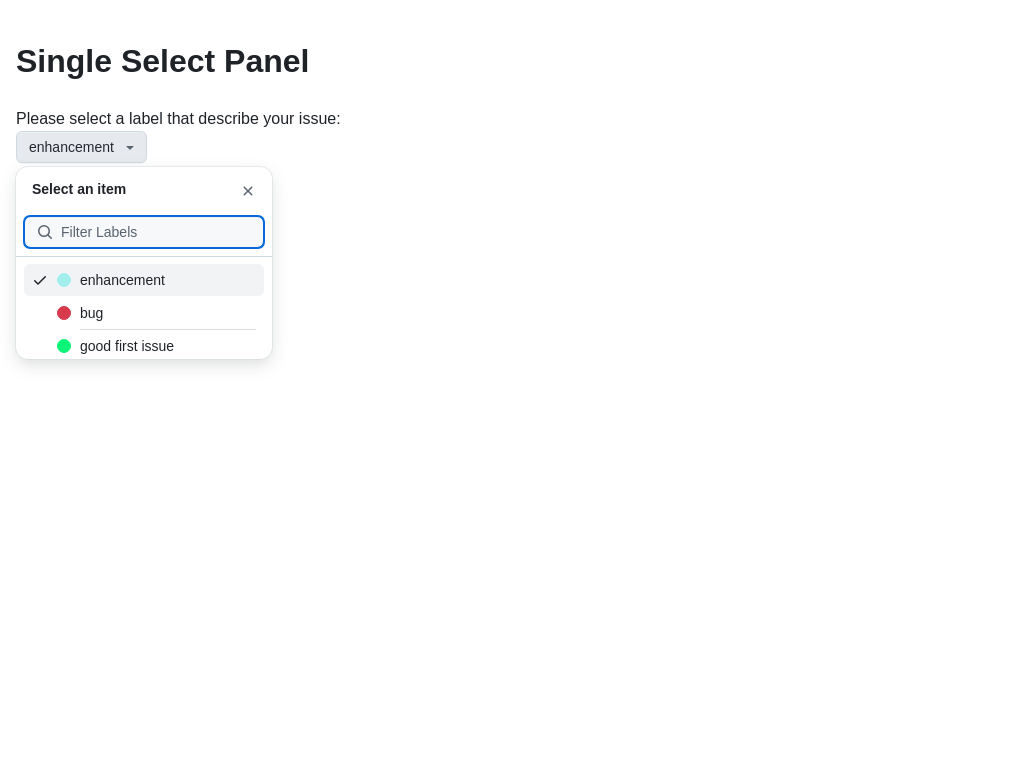 Single Select Panel
Please select a label that describe your issue:
enhancement
Select an item
Filter Labels
enhancement
bug
good first issue